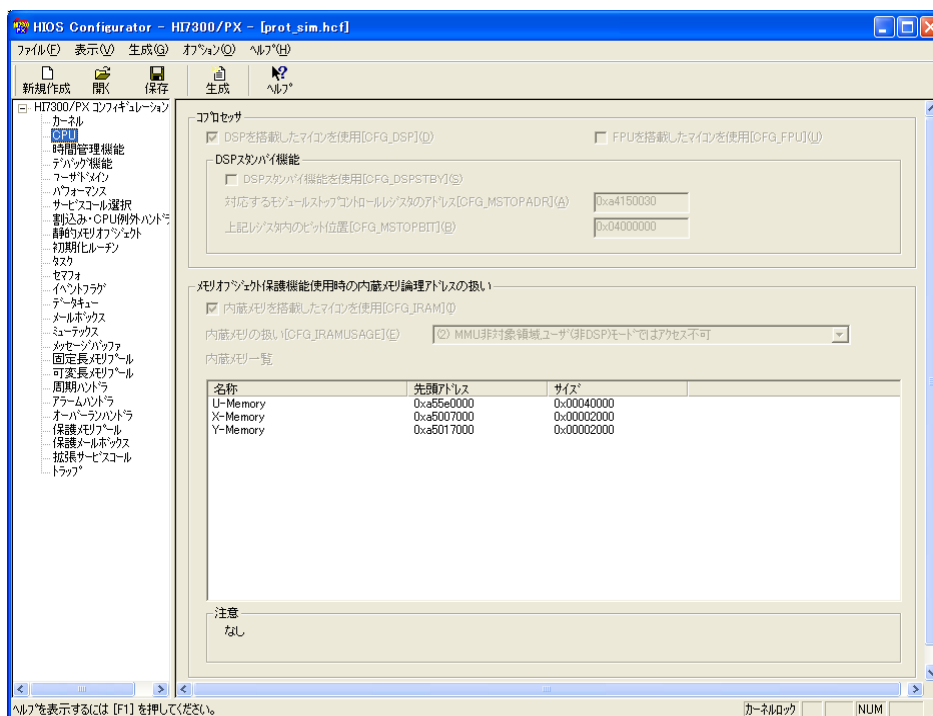 HIOS Configurator - HI7300/PX - [prot_sim.hcf]
ファイル(F) 表示(V) 生成(G) オプション(O) ヘルプ(H)
新規作成 開く 保存 生成 ヘルプ
HI7300/PX コンフィギュレーション
カーネル
CPU
時間管理機能
デバッグ機能
ユーザドメイン
パフォーマンス
サービスコール選択
割込み・CPU例外ハンドラ
静的メモリオブジェクト
初期化ルーチン
タスク
セマフォ
イベントフラグ
データキュー
メールボックス
ミューテックス
メッセージバッファ
固定長メモリプール
可変長メモリプール
周期ハンドラ
アラームハンドラ
オーバーランハンドラ
保護メモリプール
保護メールボックス
拡張サービスコール
トラップ
コプロセッサ
DSPを搭載したマイコンを使用[CFG_DSP](D) FPUを搭載したマイコンを使用[CFG_FPU](U)
DSPスタンバイ機能
DSPスタンバイ機能を使用[CFG_DSPSTBY](S)
対応するモジュールストップコントロールレジスタのアドレス[CFG_MSTOPADR](A) 0xa4150030
上記レジスタ内のビット位置[CFG_MSTOPBIT](B) 0x04000000
メモリオブジェクト保護機能使用時の内蔵メモリ論理アドレスの扱い
内蔵メモリを搭載したマイコンを使用[CFG_IRAM](I)
内蔵メモリの扱い[CFG_IRAMUSAGE](E) (2) MMU非対象領域,ユーザ(非DSP)モードではアクセス不可
内蔵メモリ一覧
名称 先頭アドレス サイズ
U-Memory 0xa55e0000 0x00040000
X-Memory 0xa5007000 0x00002000
Y-Memory 0xa5017000 0x00002000
注意
なし
ヘルプを表示するには [F1] を押してください。 カーネルロック NUM